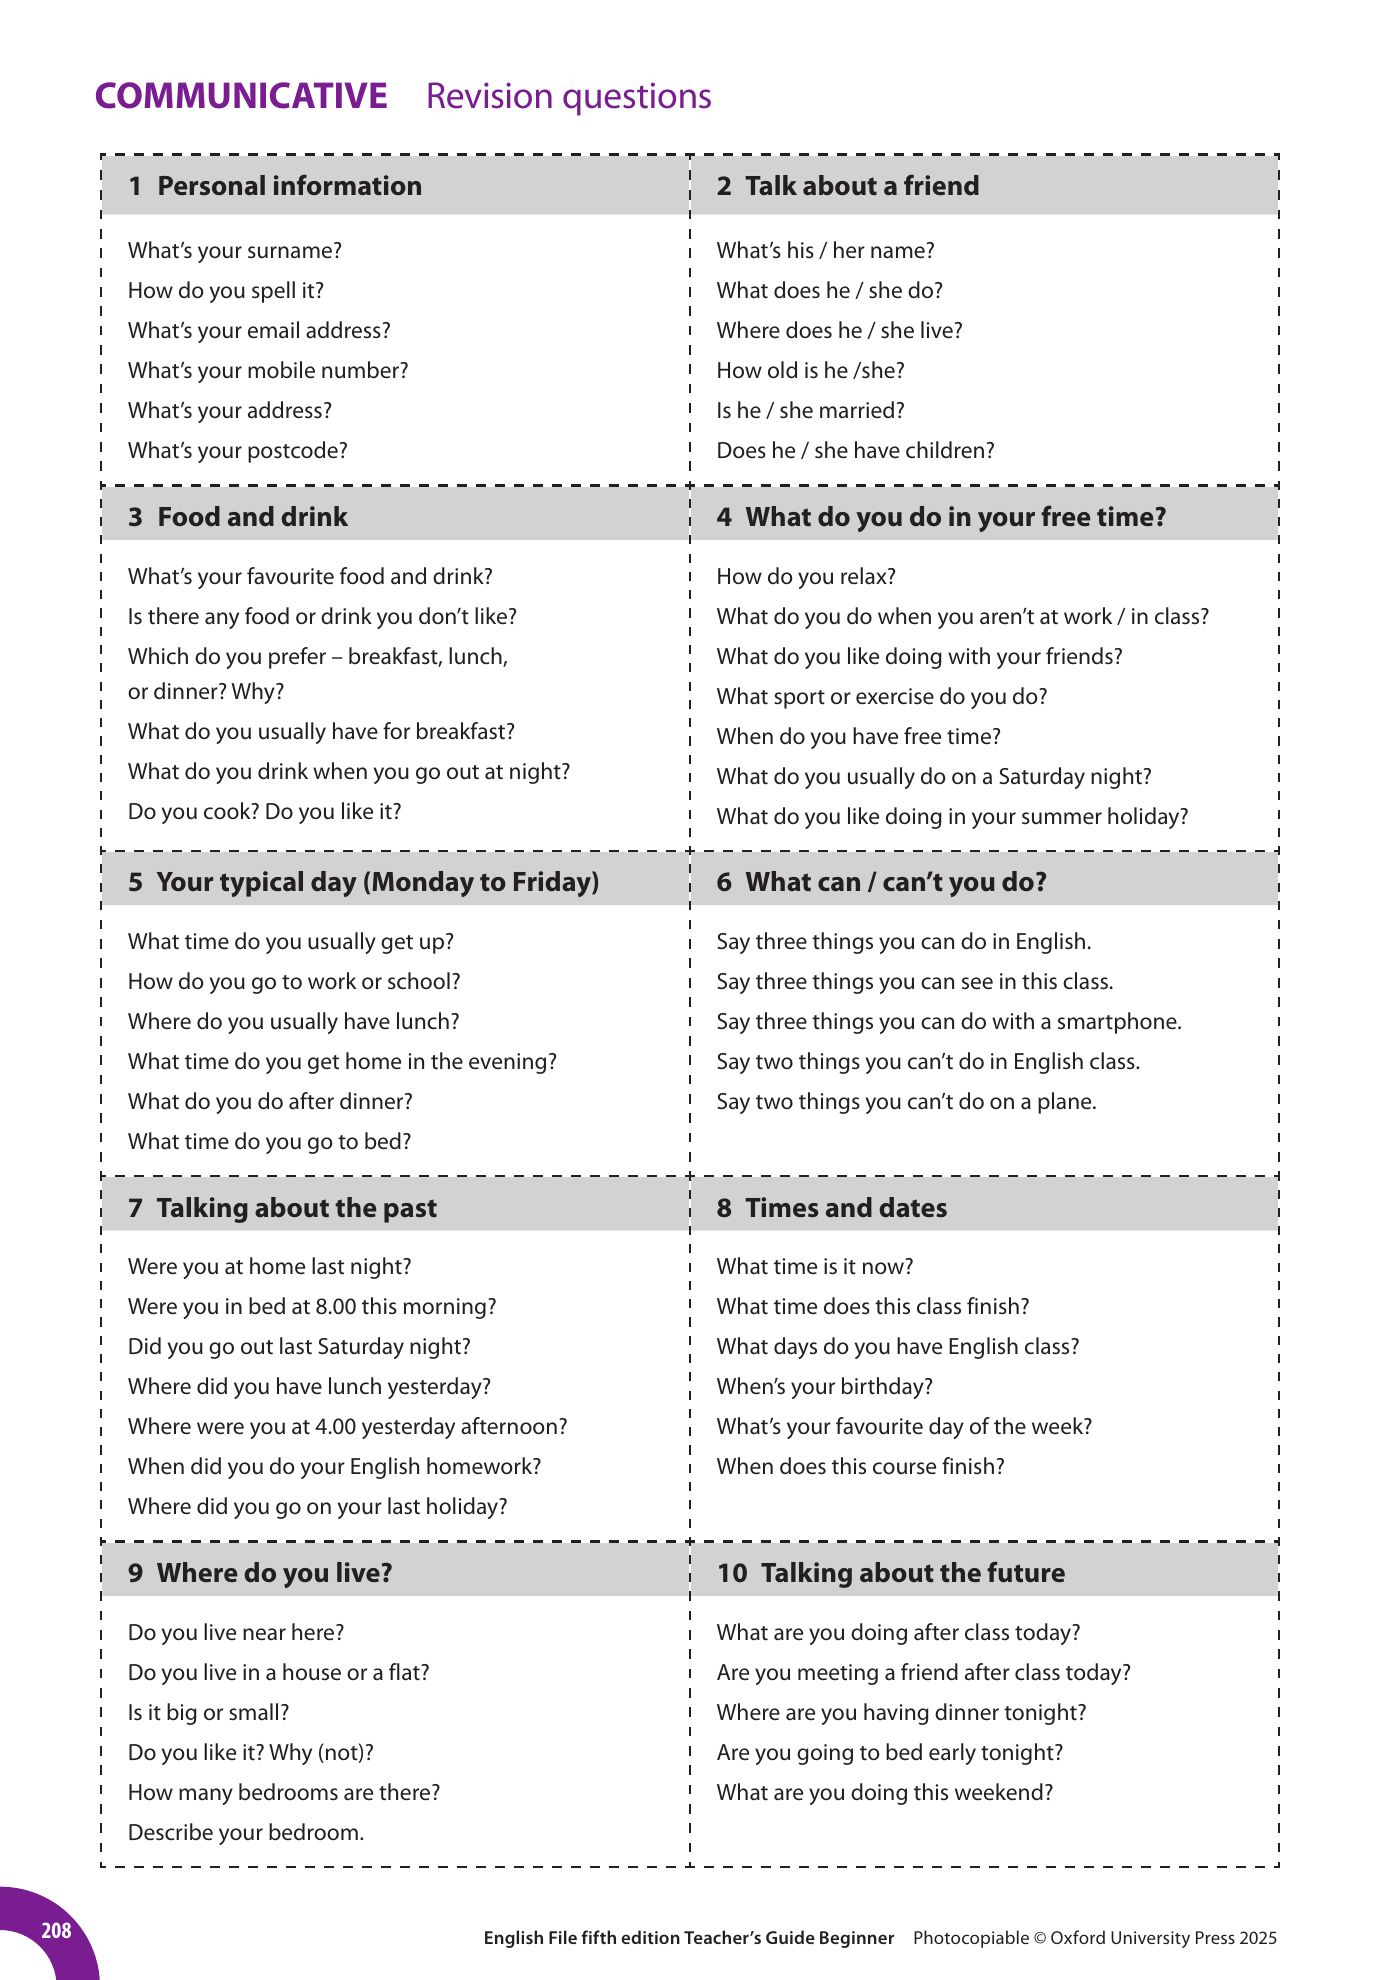 COMMUNICATIVE Revision questions
1 Personal information
What’s your surname?
How do you spell it?
What’s your email address?
What’s your mobile number?
What’s your address?
What’s your postcode?
2 Talk about a friend
What’s his / her name?
What does he / she do?
Where does he / she live?
How old is he /she?
Is he / she married?
Does he / she have children?
3 Food and drink
What’s your favourite food and drink?
Is there any food or drink you don’t like?
Which do you prefer – breakfast, lunch,
or dinner? Why?
What do you usually have for breakfast?
What do you drink when you go out at night?
Do you cook? Do you like it?
4 What do you do in your free time?
How do you relax?
What do you do when you aren’t at work / in class?
What do you like doing with your friends?
What sport or exercise do you do?
When do you have free time?
What do you usually do on a Saturday night?
What do you like doing in your summer holiday?
5 Your typical day (Monday to Friday)
What time do you usually get up?
How do you go to work or school?
Where do you usually have lunch?
What time do you get home in the evening?
What do you do after dinner?
What time do you go to bed?
6 What can / can’t you do?
Say three things you can do in English.
Say three things you can see in this class.
Say three things you can do with a smartphone.
Say two things you can’t do in English class.
Say two things you can’t do on a plane.
7 Talking about the past
Were you at home last night?
Were you in bed at 8.00 this morning?
Did you go out last Saturday night?
Where did you have lunch yesterday?
Where were you at 4.00 yesterday afternoon?
When did you do your English homework?
Where did you go on your last holiday?
8 Times and dates
What time is it now?
What time does this class finish?
What days do you have English class?
When’s your birthday?
What’s your favourite day of the week?
When does this course finish?
9 Where do you live?
Do you live near here?
Do you live in a house or a flat?
Is it big or small?
Do you like it? Why (not)?
How many bedrooms are there?
Describe your bedroom.
10 Talking about the future
What are you doing after class today?
Are you meeting a friend after class today?
Where are you having dinner tonight?
Are you going to bed early tonight?
What are you doing this weekend?
208
English File fifth edition Teacher’s Guide Beginner Photocopiable © Oxford University Press 2025